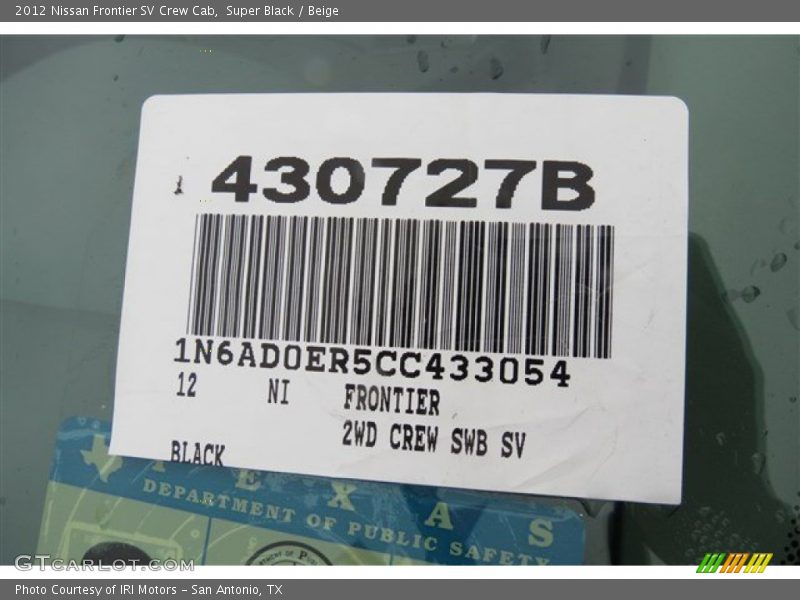 2012 Nissan Frontier SV Crew Cab,  Super Black / Beige
430727B
1N6AD0ER5CC433054
12 NI FRONTIER
2WD CREW SWB SV
BLACK
T E X A S
DEPARTMENT OF PUBLIC SAFETY
GTCARLOT.COM
Photo Courtesy of IRI Motors - San Antonio, TX